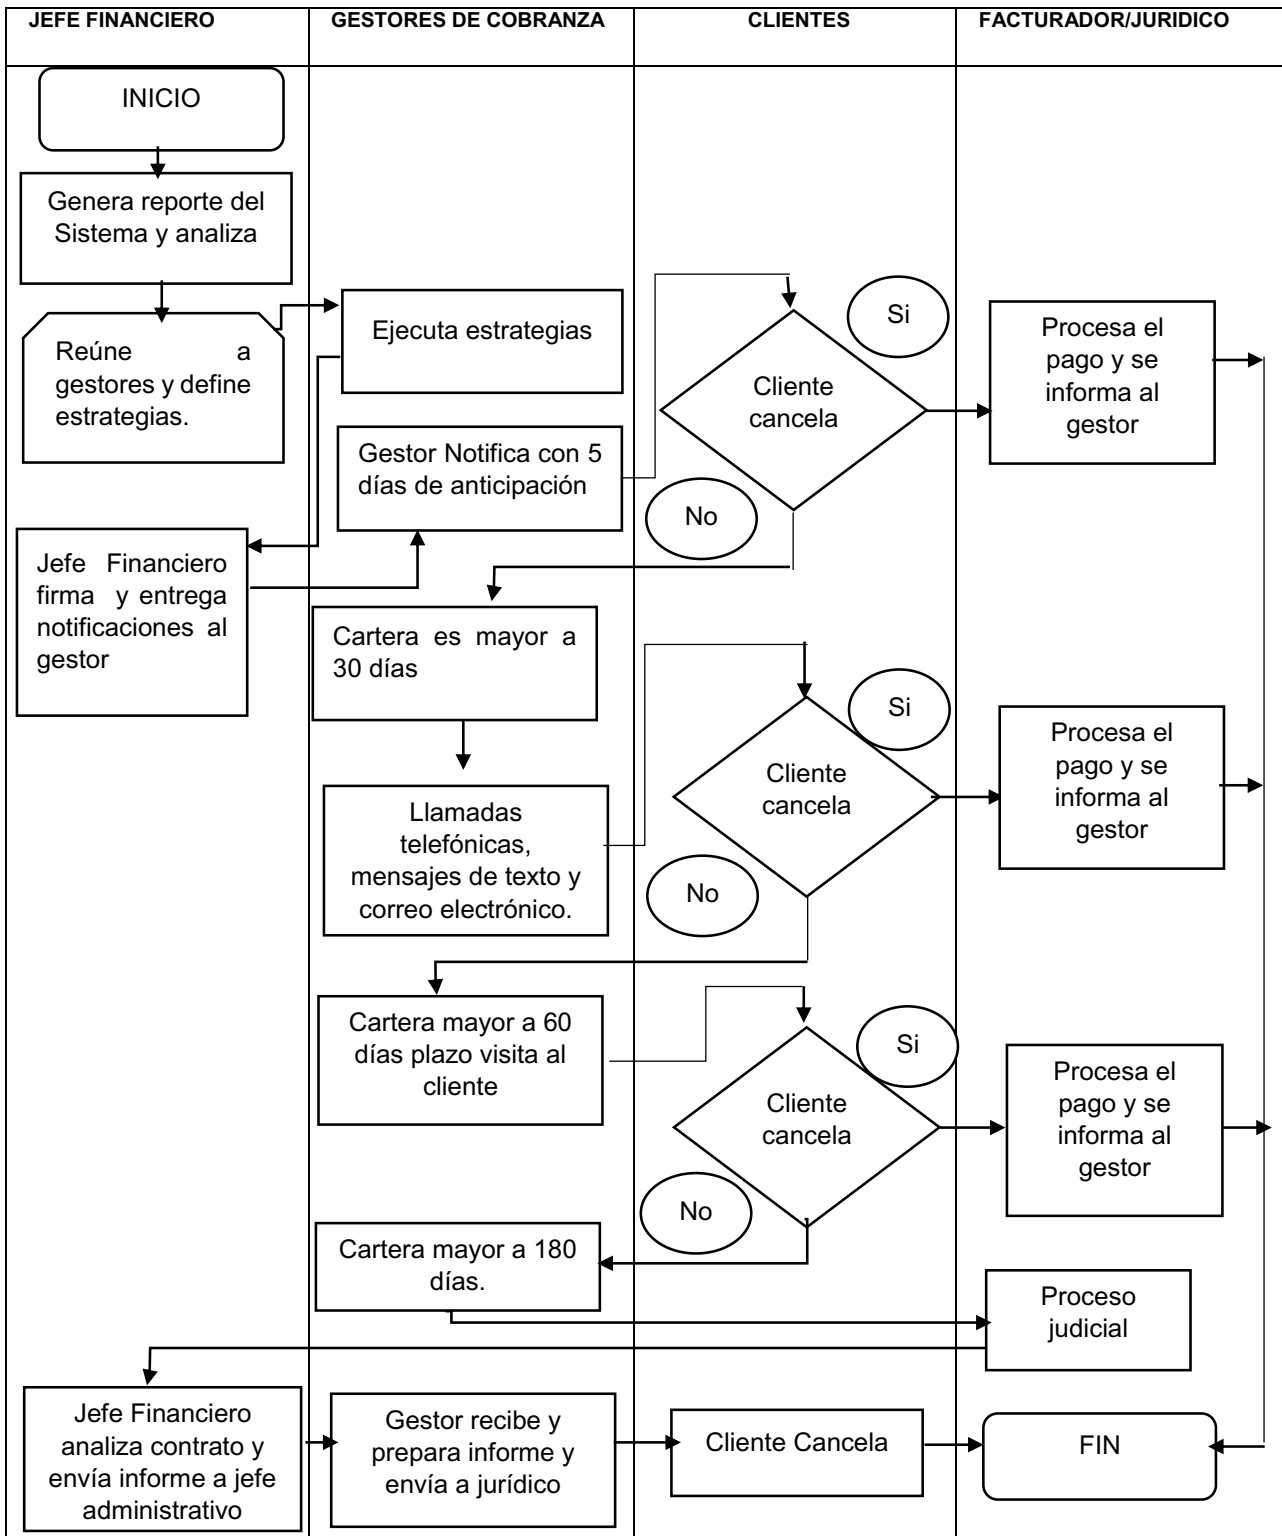 JEFE FINANCIERO
GESTORES DE COBRANZA
CLIENTES
FACTURADOR/JURIDICO
INICIO
Genera reporte del
Sistema y analiza
Reúne a
gestores y define
estrategias.
Ejecuta estrategias
Jefe Financiero
firma y entrega
notificaciones al
gestor
Gestor Notifica con 5
días de anticipación
Cliente
cancela
Si
No
Procesa el
pago y se
informa al
gestor
Cartera es mayor a
30 días
Llamadas
telefónicas,
mensajes de texto y
correo electrónico.
Cliente
cancela
Si
No
Procesa el
pago y se
informa al
gestor
Cartera mayor a 60
días plazo visita al
cliente
Cliente
cancela
Si
No
Procesa el
pago y se
informa al
gestor
Cartera mayor a 180
días.
Proceso
judicial
Jefe Financiero
analiza contrato y
envía informe a jefe
administrativo
Gestor recibe y
prepara informe y
envía a jurídico
Cliente Cancela
FIN